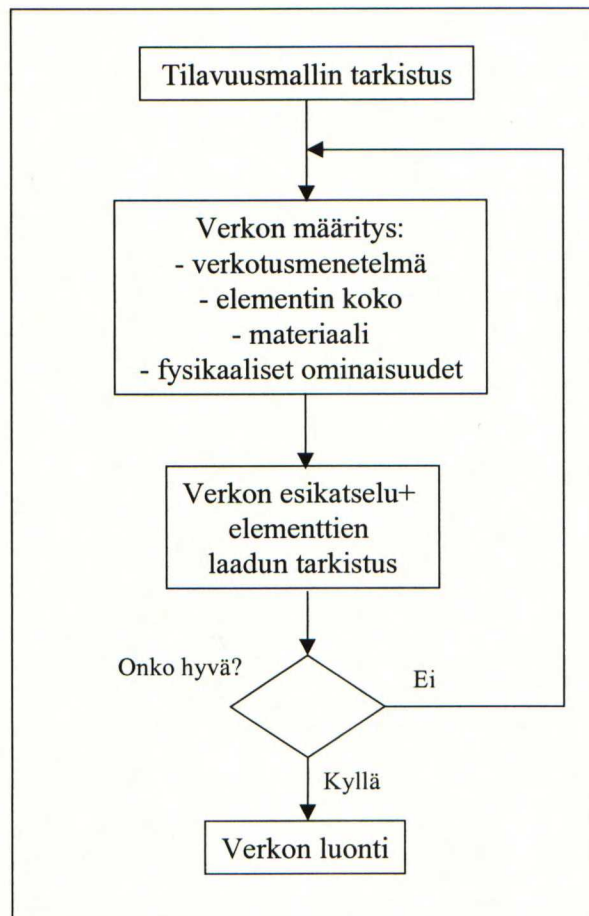 Tilavuusmallin tarkistus
Verkon määritys:
- verkotusmenetelmä
- elementin koko
- materiaali
- fysikaaliset ominaisuudet
Verkon esikatselu+
elementtien
laadun tarkistus
Onko hyvä?
Ei
Kyllä
Verkon luonti